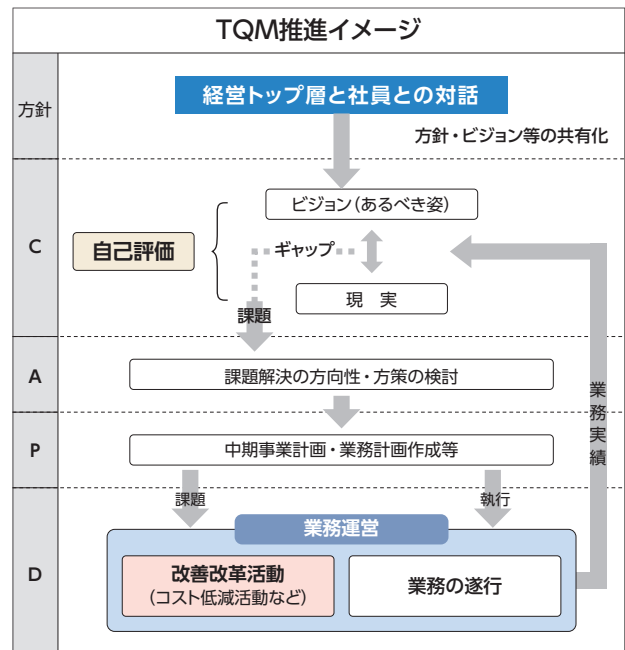 TQM推進イメージ
方針
経営トップ層と社員との対話
方針・ビジョン等の共有化
C
自己評価
ビジョン(あるべき姿)
ギャップ
現　実
課題
A
課題解決の方向性・方策の検討
P
中期事業計画・業務計画作成等
業務実績
課題
執行
D
業務運営
改善改革活動
(コスト低減活動など)
業務の遂行